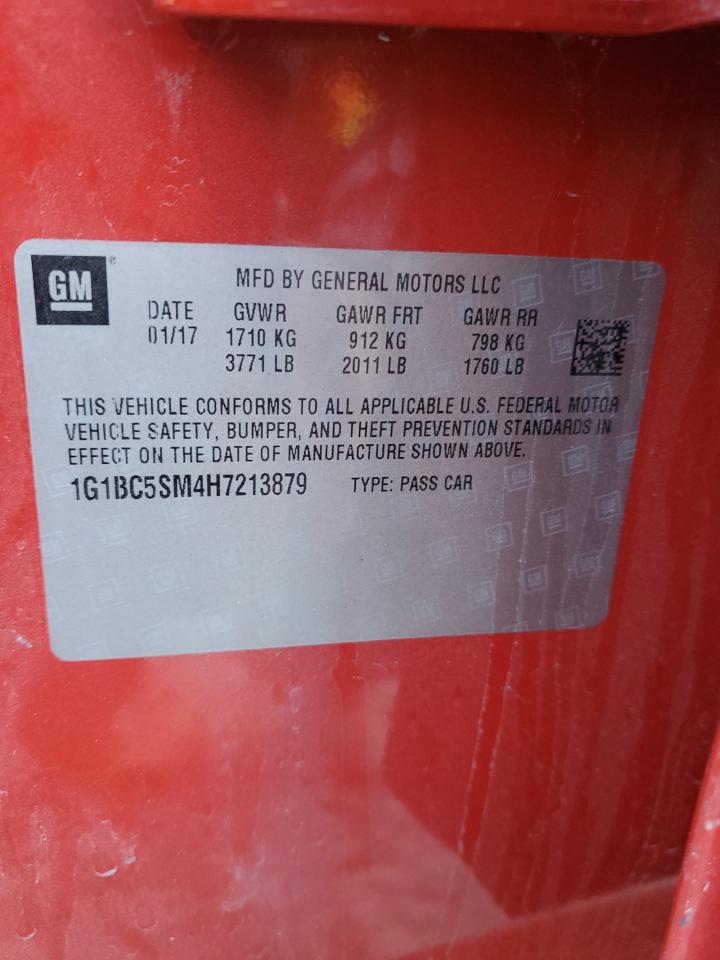 GM®
MFD BY GENERAL MOTORS LLC
DATE GVWR GAWR FRT GAWR RR
01/17 1710 KG 912 KG 798 KG
3771 LB 2011 LB 1760 LB
THIS VEHICLE CONFORMS TO ALL APPLICABLE U.S. FEDERAL MOTOR
VEHICLE SAFETY, BUMPER, AND THEFT PREVENTION STANDARDS IN
EFFECT ON THE DATE OF MANUFACTURE SHOWN ABOVE.
1G1BC5SM4H7213879 TYPE: PASS CAR